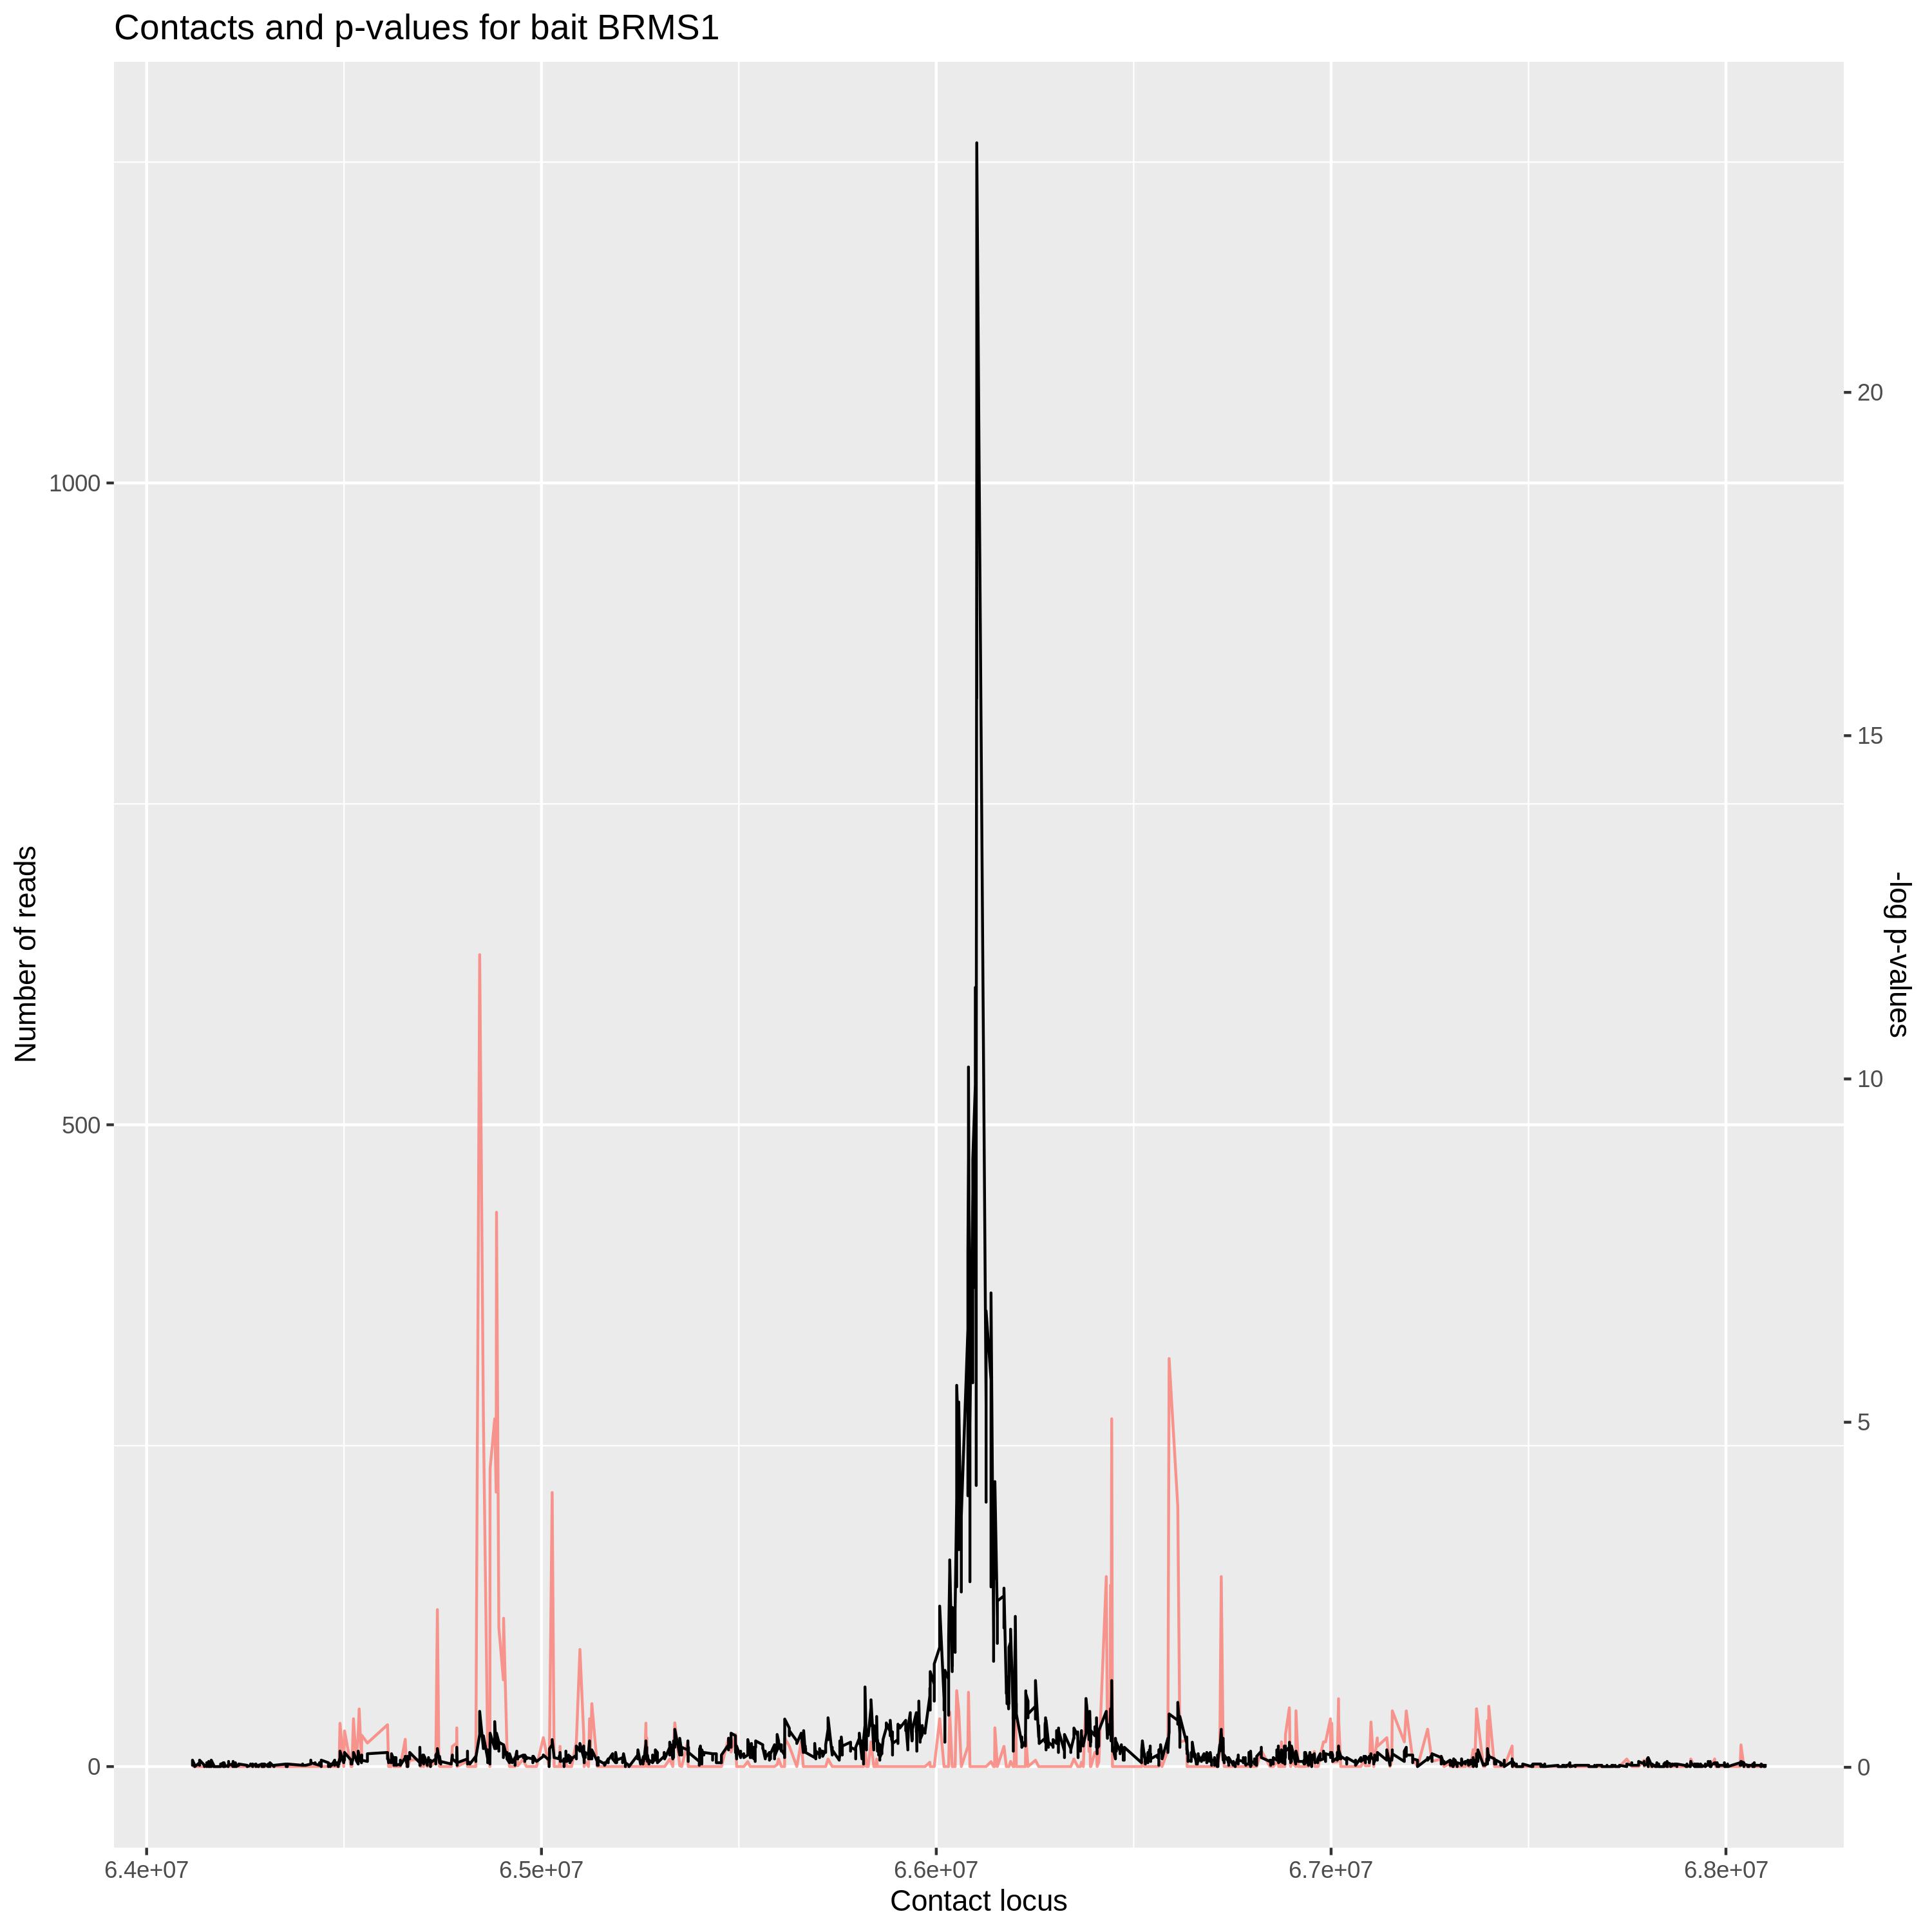 Contacts and p-values for bait BRMS1
Number of reads
1000
500
0
20
15
10
5
0
-log p-values
6.4e+07
6.5e+07
6.6e+07
6.7e+07
6.8e+07
Contact locus